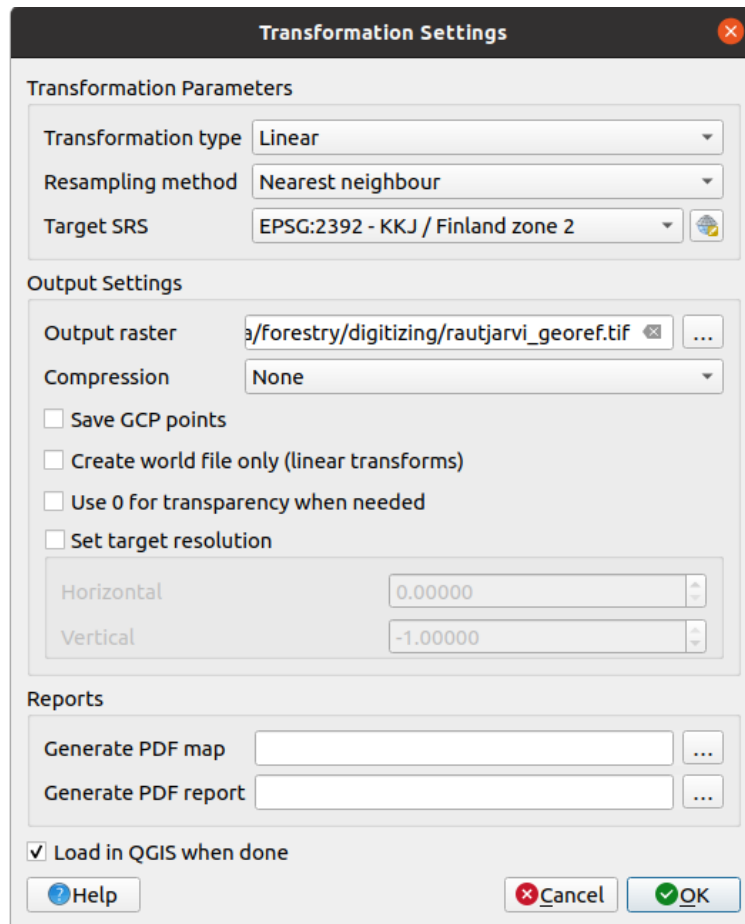 Transformation Settings
Transformation Parameters
Transformation type Linear
Resampling method Nearest neighbour
Target SRS EPSG:2392 - KKJ / Finland zone 2
Output Settings
Output raster a/forestry/digitizing/rautjarvi_georef.tif ...
Compression None
Save GCP points
Create world file only (linear transforms)
Use 0 for transparency when needed
Set target resolution
Horizontal 0.00000
Vertical -1.00000
Reports
Generate PDF map ...
Generate PDF report ...
Load in QGIS when done
?Help Cancel OK